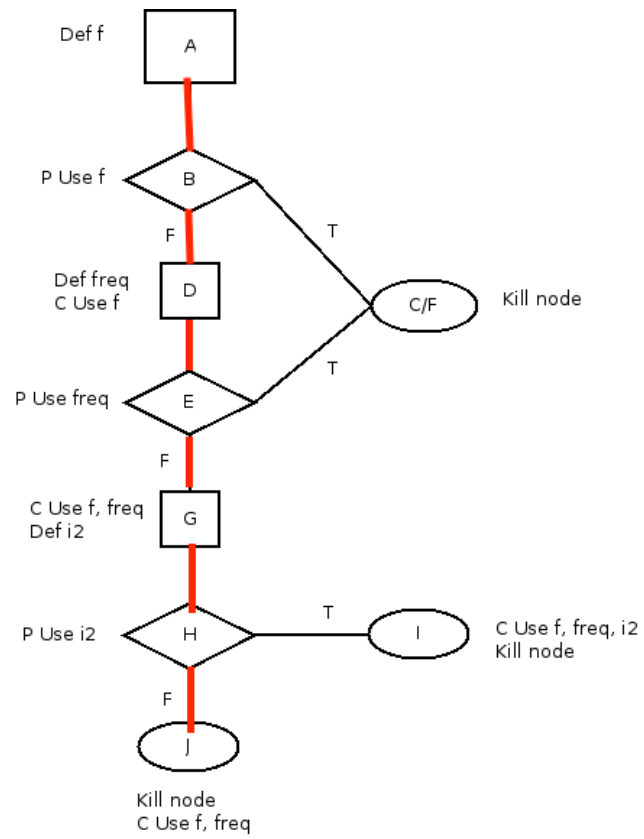 Def f
A
P Use f
B
T
F
Def freq
C Use f
D
C/F
Kill node
T
P Use freq
E
F
C Use f, freq
Def i2
G
P Use i2
H
T
I
C Use f, freq, i2
Kill node
F
J
Kill node
C Use f, freq